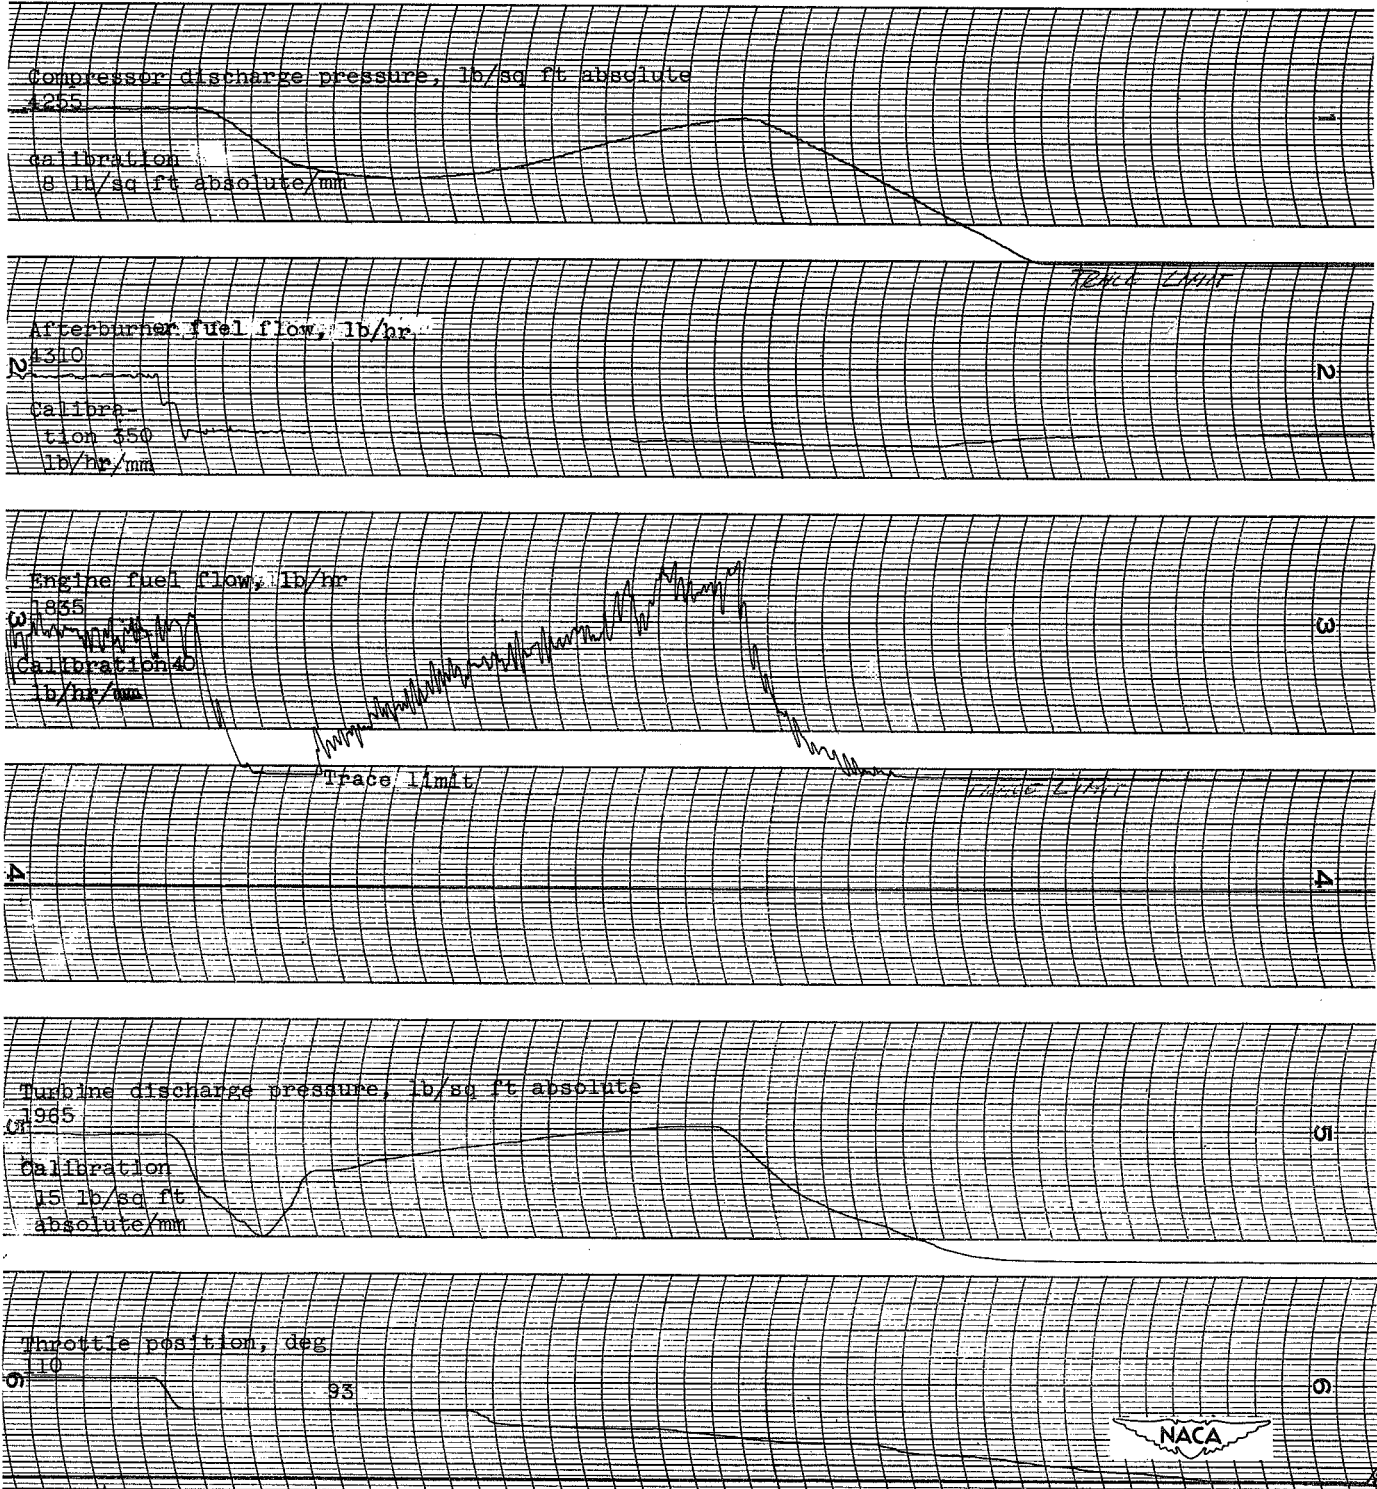 Compressor discharge pressure, lb/sq ft absolute
4255
calibration
8 lb/sq ft absolute/mm
1
TRACE LIMIT
Afterburner fuel flow, lb/hr
4310
2
2
Calibra-
tion 350
lb/hr/mm
Engine fuel flow, lb/hr
1835
3
3
Calibration 40
lb/hr/mm
Trace limit
TRACE LIMIT
4
4
Turbine discharge pressure, lb/sq ft absolute
1965
5
5
Calibration
15 lb/sq ft
absolute/mm
Throttle position, deg
110
6
93
6
NACA